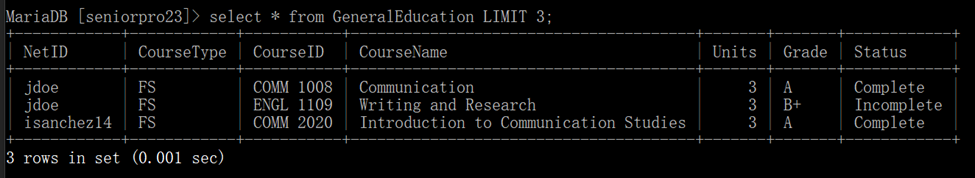 MariaDB [seniorpro23]> select * from GeneralEducation LIMIT 3;
NetID | CourseType | CourseID | CourseName | Units | Grade | Status
jdoe | FS | COMM 1008 | Communication | 3 | A | Complete
jdoe | FS | ENGL 1109 | Writing and Research | 3 | B+ | Incomplete
isanchez14 | FS | COMM 2020 | Introduction to Communication Studies | 3 | A | Complete
3 rows in set (0.001 sec)